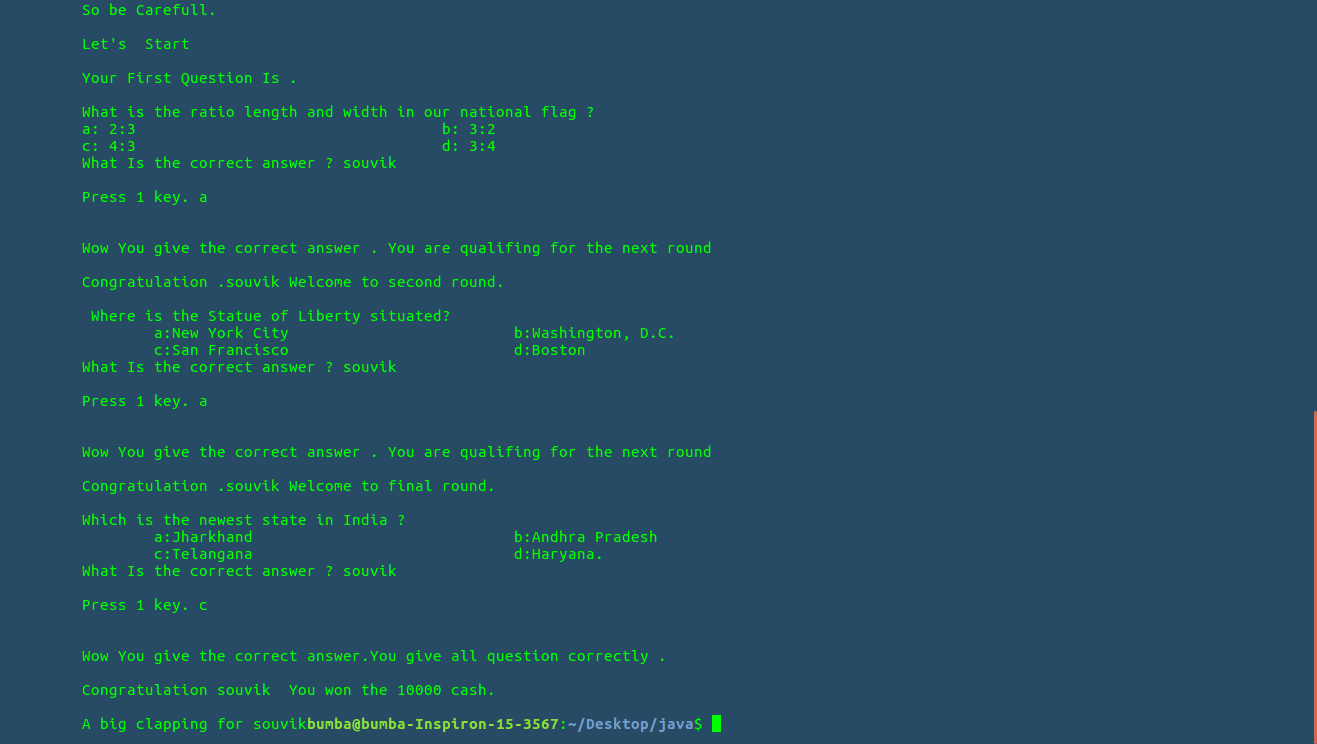 So be Carefull.
Let's  Start
Your First Question Is .
What is the ratio length and width in our national flag ?
a: 2:3                                  b: 3:2
c: 4:3                                  d: 3:4
What Is the correct answer ? souvik
Press 1 key. a
Wow You give the correct answer . You are qualifing for the next round
Congratulation .souvik Welcome to second round.
Where is the Statue of Liberty situated?
a:New York City                         b:Washington, D.C.
c:San Francisco                         d:Boston
What Is the correct answer ? souvik
Press 1 key. a
Wow You give the correct answer . You are qualifing for the next round
Congratulation .souvik Welcome to final round.
Which is the newest state in India ?
a:Jharkhand                             b:Andhra Pradesh
c:Telangana                             d:Haryana.
What Is the correct answer ? souvik
Press 1 key. c
Wow You give the correct answer.You give all question correctly .
Congratulation souvik  You won the 10000 cash.
A big clapping for souvikbumba@bumba-Inspiron-15-3567:~/Desktop/java$